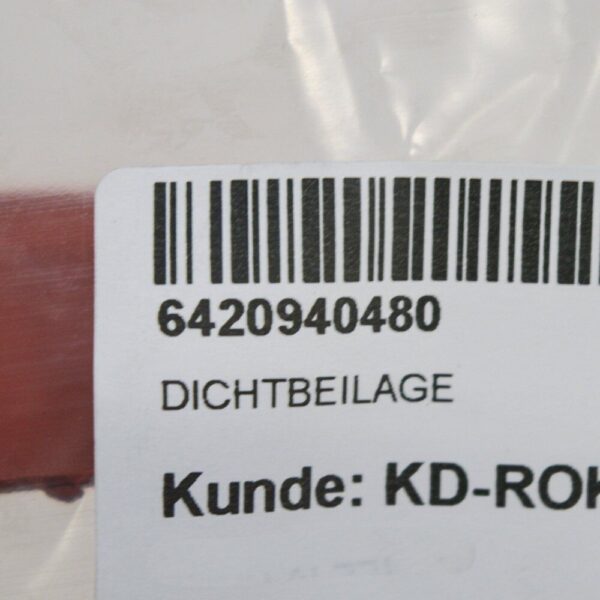 6420940480
DICHTBEILAGE
Kunde: KD-ROK